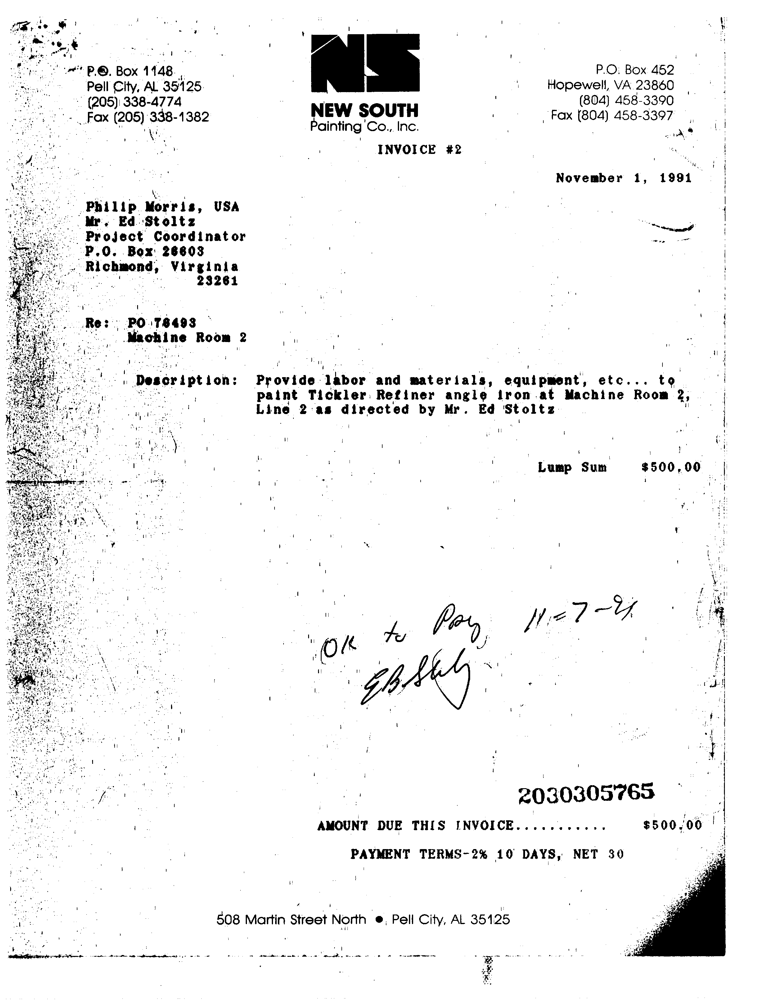 P.O. Box 1148
Pell City, AL 35125
(205) 338-4774
Fax (205) 338-1382
NS
NEW SOUTH
Painting Co., Inc.
P.O. Box 452
Hopewell, VA 23860
(804) 458-3390
Fax (804) 458-3397
INVOICE #2
November 1, 1991
Philip Morris, USA
Mr. Ed Stoltz
Project Coordinator
P.O. Box 26603
Richmond, Virginia
23261
Re: PO 78493
Machine Room 2
Description: Provide labor and materials, equipment, etc... to
paint Tickler Refiner angle iron at Machine Room 2,
Line 2 as directed by Mr. Ed Stoltz
Lump Sum $500.00
OK to Pay 11-7-91
2030305765
AMOUNT DUE THIS INVOICE........... $500.00
PAYMENT TERMS-2% 10 DAYS, NET 30
508 Martin Street North ● Pell City, AL 35125